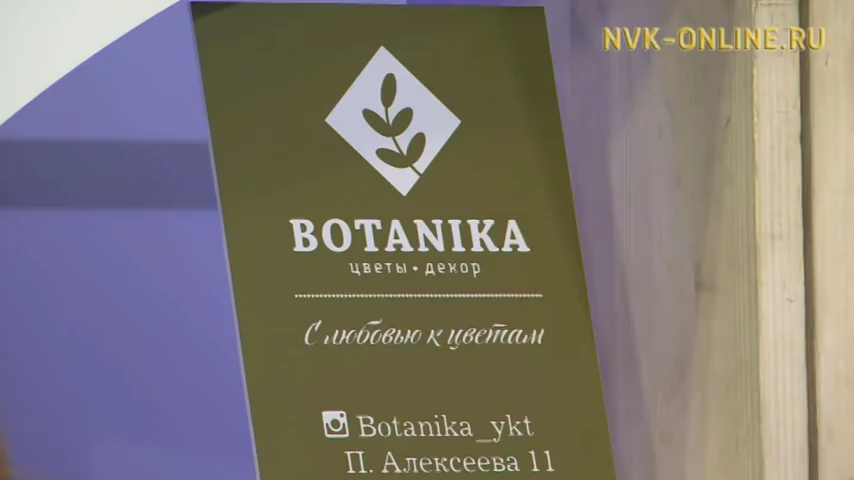 NVK-ONLINE.RU
BOTANIKA
цветы • декор
С любовью к цветам
Botanika_ykt
П. Алексеева 11